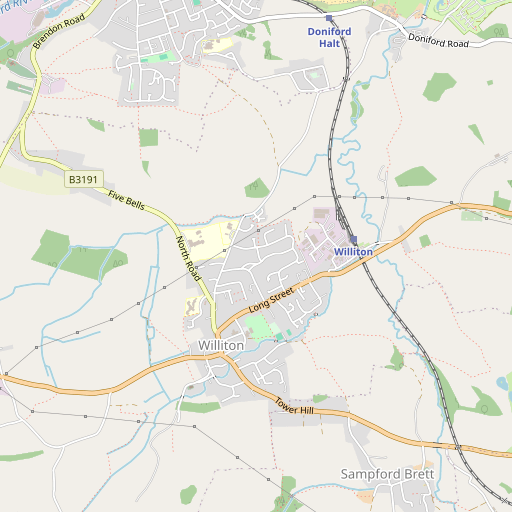 Doniford
Halt
Doniford Road
Brendon Road
B3191
Five Bells
North Road
Williton
Long Street
Williton
Tower Hill
Sampford Brett